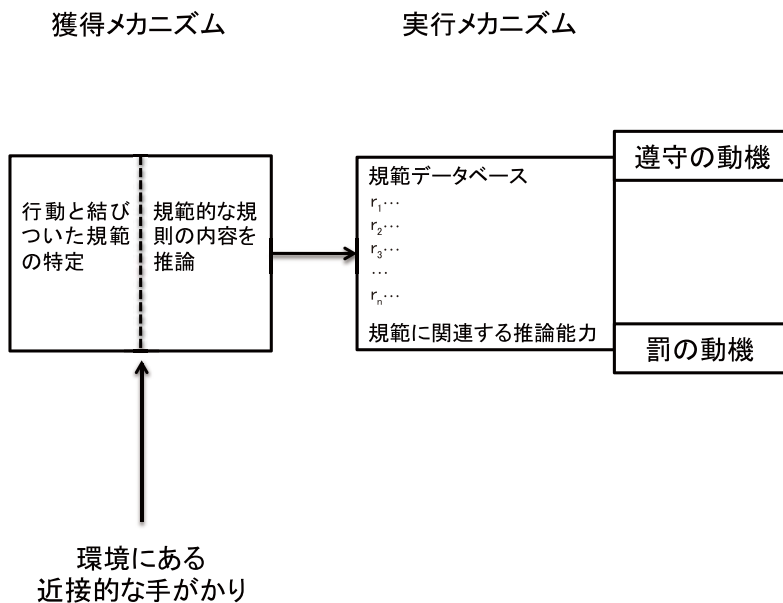 獲得メカニズム
実行メカニズム
行動と結び
ついた規範
の特定
規範的な規
則の内容を
推論
規範データベース
r₁…
r₂…
r₃…
…
rₙ…
規範に関連する推論能力
遵守の動機
罰の動機
環境にある
近接的な手がかり